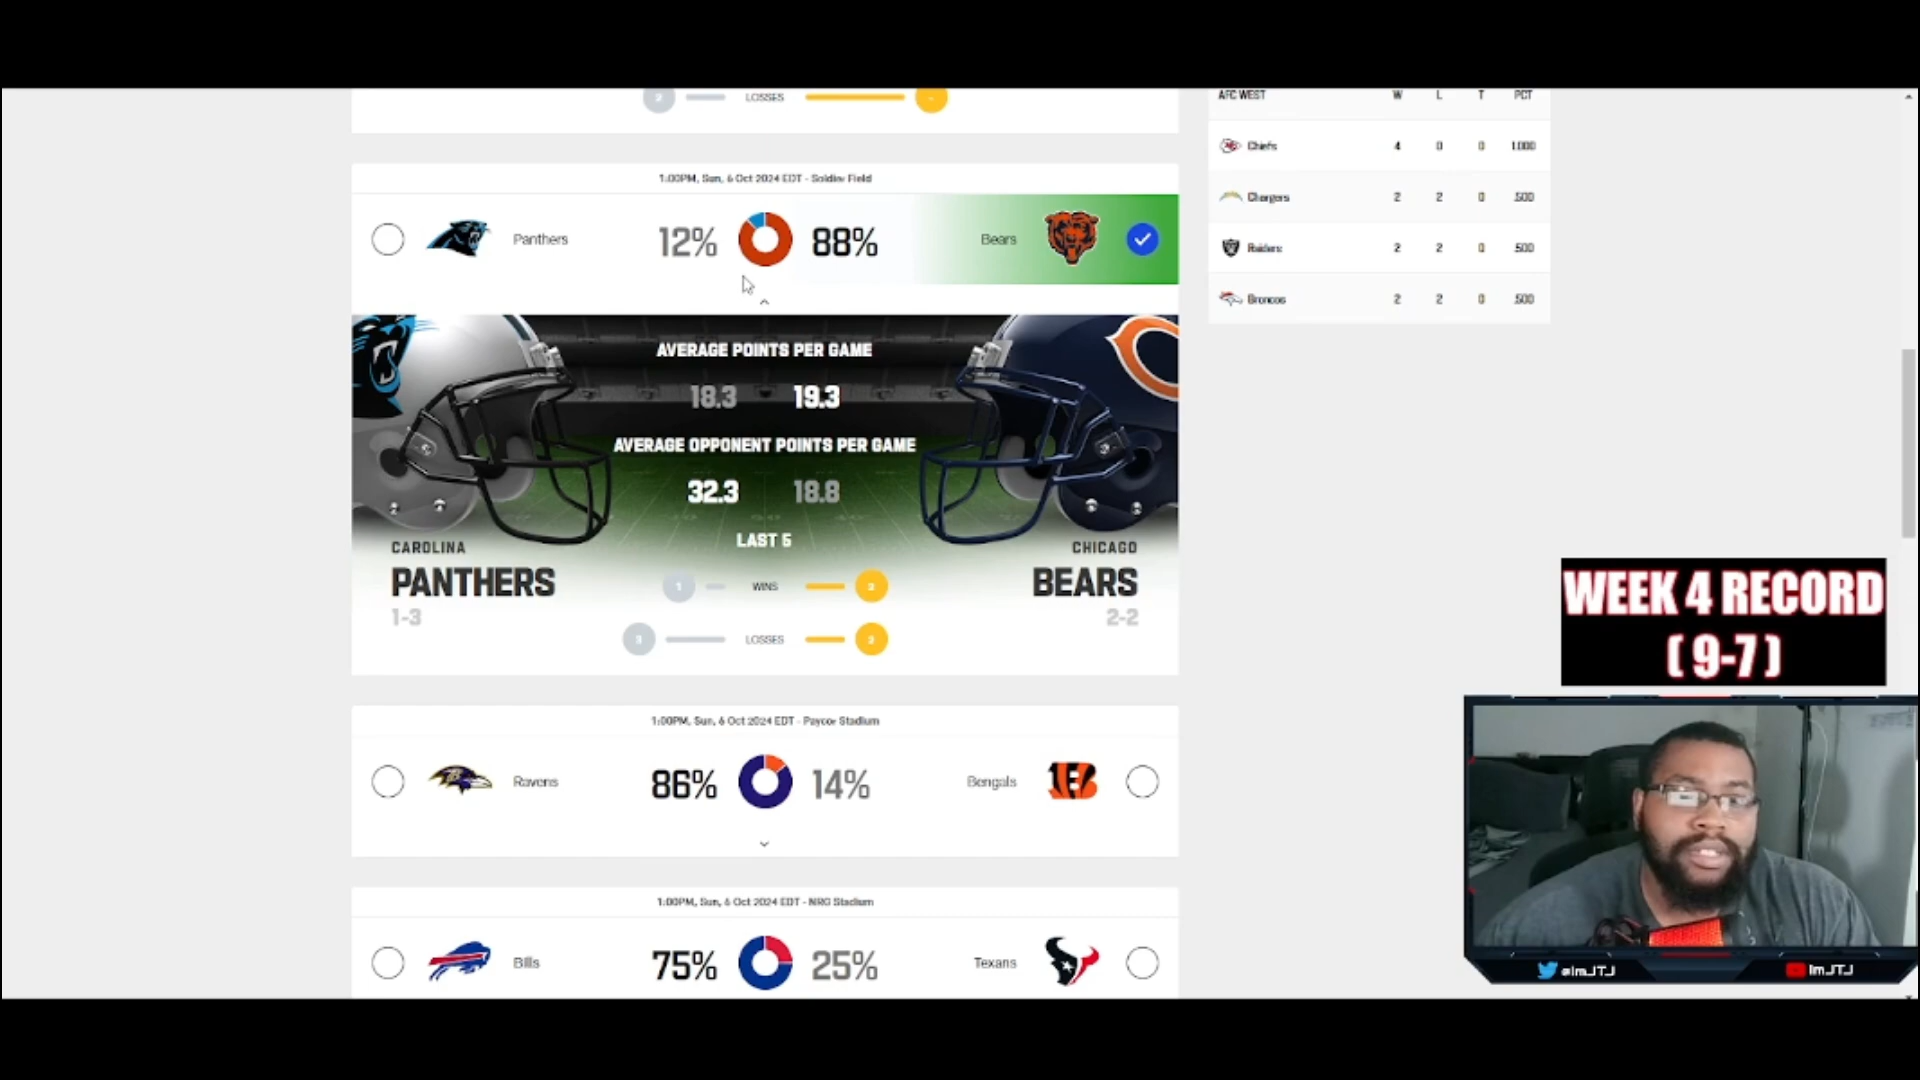 2 LOSSES
1:00PM, Sun, 6 Oct 2024 EDT - Soldier Field
Panthers 12% 88% Bears
AVERAGE POINTS PER GAME
18.3 19.3
AVERAGE OPPONENT POINTS PER GAME
32.3 18.8
LAST 5
CAROLINA
PANTHERS
1-3
CHICAGO
BEARS
2-2
1 WINS 2
3 LOSSES 2
1:00PM, Sun, 6 Oct 2024 EDT - Paycor Stadium
Ravens 86% 14% Bengals
1:00PM, Sun, 6 Oct 2024 EDT - NRG Stadium
Bills 75% 25% Texans
AFC WEST W L T PCT
Chiefs 4 0 0 1.000
Chargers 2 2 0 .500
Raiders 2 2 0 .500
Broncos 2 2 0 .500
WEEK 4 RECORD
( 9-7 )
@ImJTJ
ImJTJ